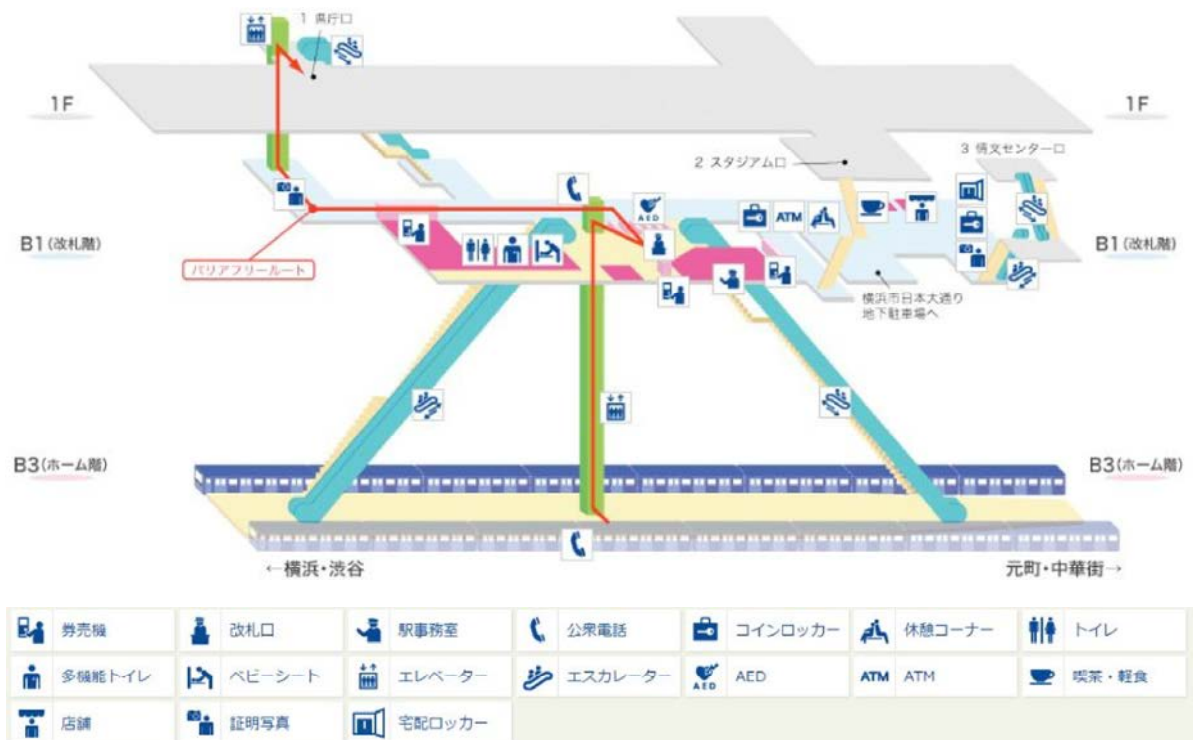 1 県庁口
1F
1F
2 スタジアム口
3 情文センター口
AED
ATM
B1(改札階)
B1(改札階)
バリアフリールート
横浜市日本大通り
地下駐車場へ
B3(ホーム階)
B3(ホーム階)
←横浜・渋谷
元町・中華街→
券売機
改札口
駅事務室
公衆電話
コインロッカー
休憩コーナー
トイレ
多機能トイレ
ベビーシート
エレベーター
エスカレーター
AED
AED
ATM
ATM
喫茶・軽食
店舗
証明写真
宅配ロッカー